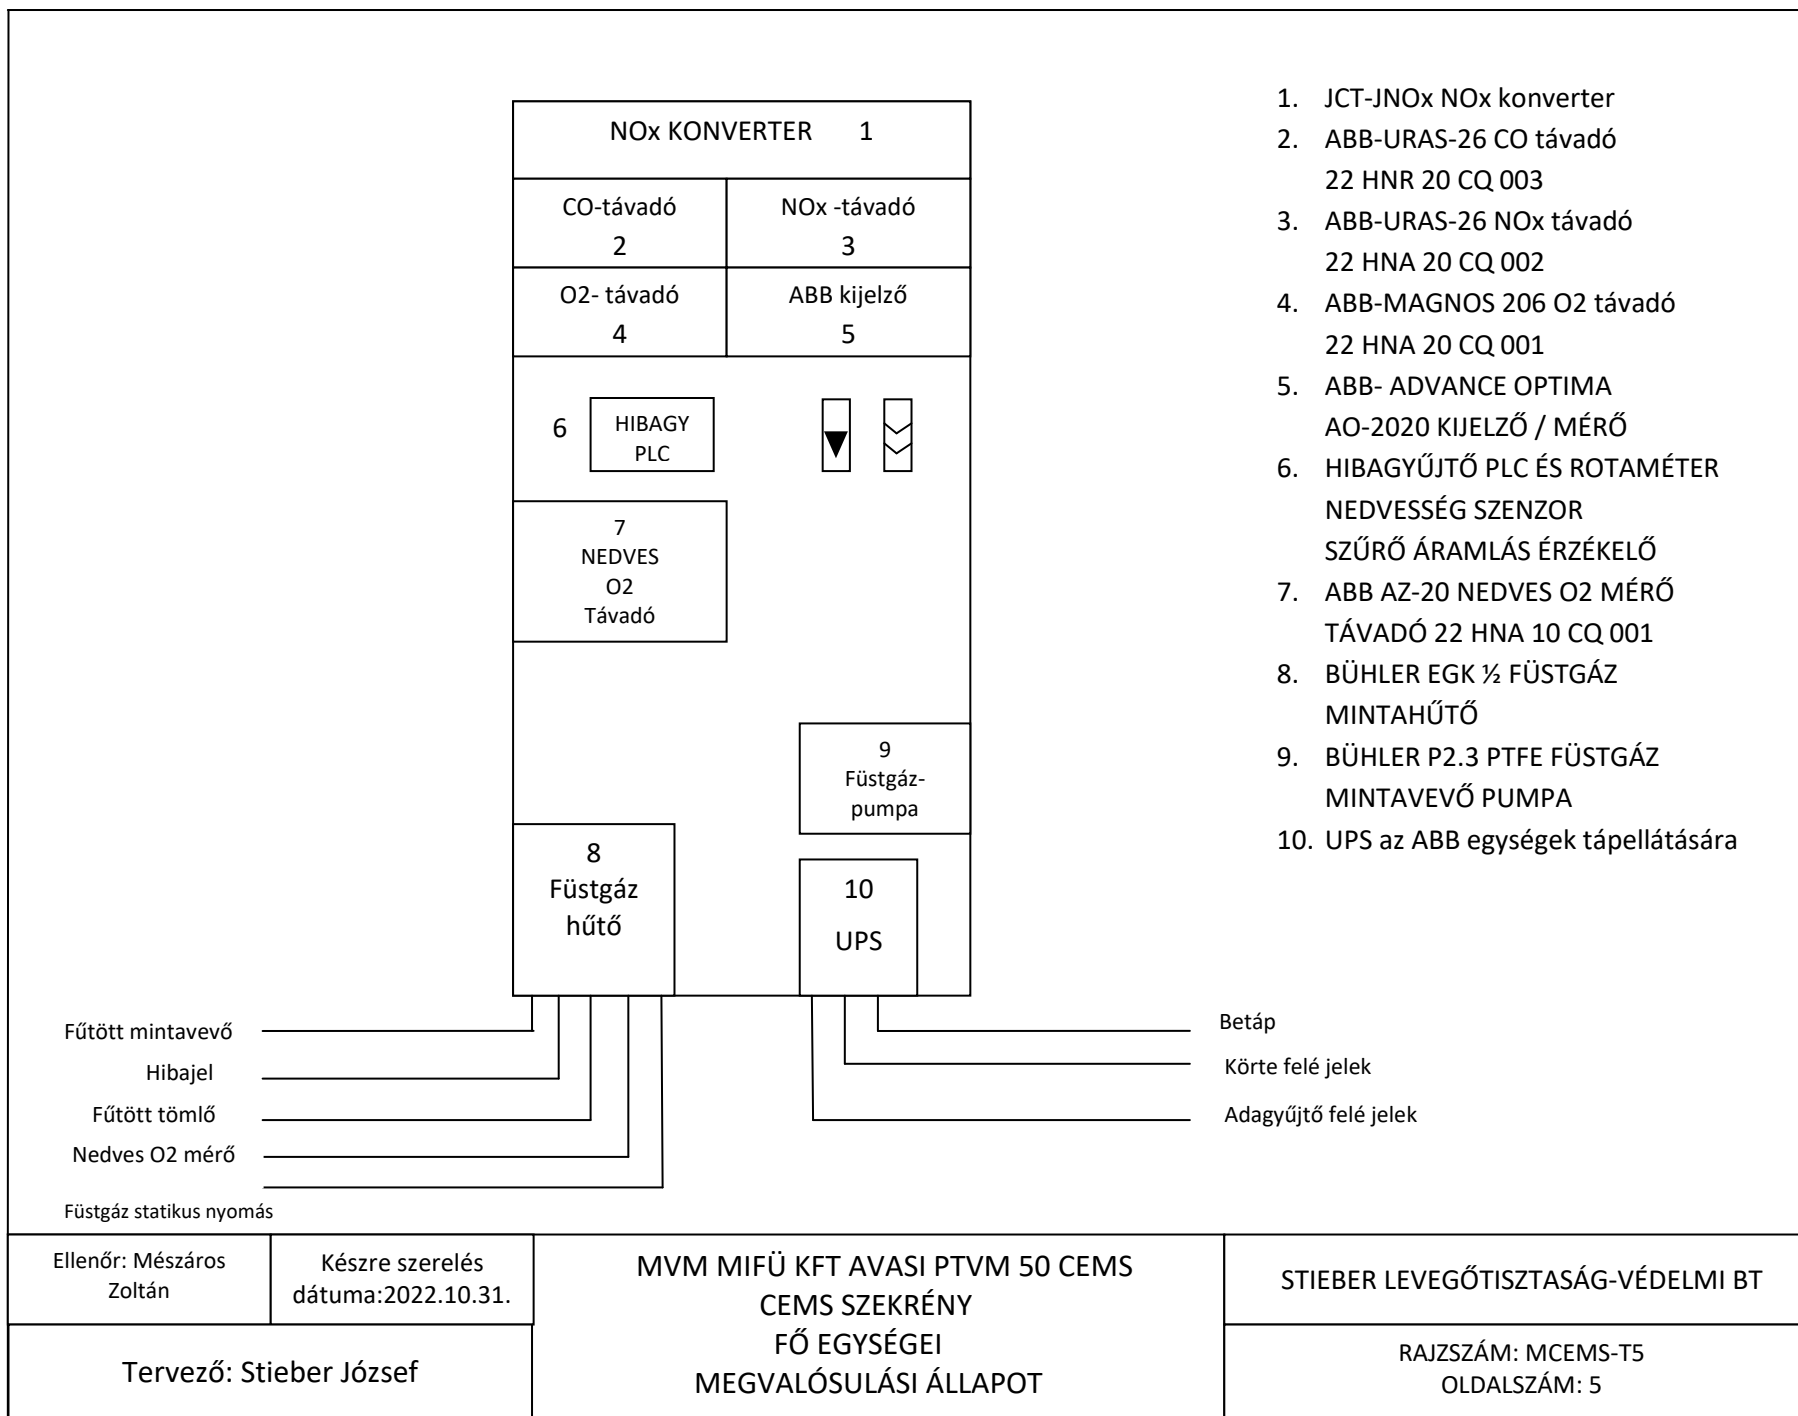 NOx KONVERTER 1
CO-távadó
2
NOx -távadó
3
O2- távadó
4
ABB kijelző
5
6
HIBAGY
PLC
7
NEDVES
O2
Távadó
9
Füstgáz-
pumpa
8
Füstgáz
hűtő
10
UPS
1. JCT-JNOx NOx konverter
2. ABB-URAS-26 CO távadó
22 HNR 20 CQ 003
3. ABB-URAS-26 NOx távadó
22 HNA 20 CQ 002
4. ABB-MAGNOS 206 O2 távadó
22 HNA 20 CQ 001
5. ABB- ADVANCE OPTIMA
AO-2020 KIJELZŐ / MÉRŐ
6. HIBAGYŰJTŐ PLC ÉS ROTAMÉTER
NEDVESSÉG SZENZOR
SZŰRŐ ÁRAMLÁS ÉRZÉKELŐ
7. ABB AZ-20 NEDVES O2 MÉRŐ
TÁVADÓ 22 HNA 10 CQ 001
8. BÜHLER EGK ½ FÜSTGÁZ
MINTAHŰTŐ
9. BÜHLER P2.3 PTFE FÜSTGÁZ
MINTAVEVŐ PUMPA
10. UPS az ABB egységek tápellátására
Fűtött mintavevő
Hibajel
Fűtött tömlő
Nedves O2 mérő
Füstgáz statikus nyomás
Betáp
Körte felé jelek
Adagyűjtő felé jelek
Ellenőr: Mészáros
Zoltán
Készre szerelés
dátuma:2022.10.31.
Tervező: Stieber József
MVM MIFÜ KFT AVASI PTVM 50 CEMS
CEMS SZEKRÉNY
FŐ EGYSÉGEI
MEGVALÓSULÁSI ÁLLAPOT
STIEBER LEVEGŐTISZTASÁG-VÉDELMI BT
RAJZSZÁM: MCEMS-T5
OLDALSZÁM: 5